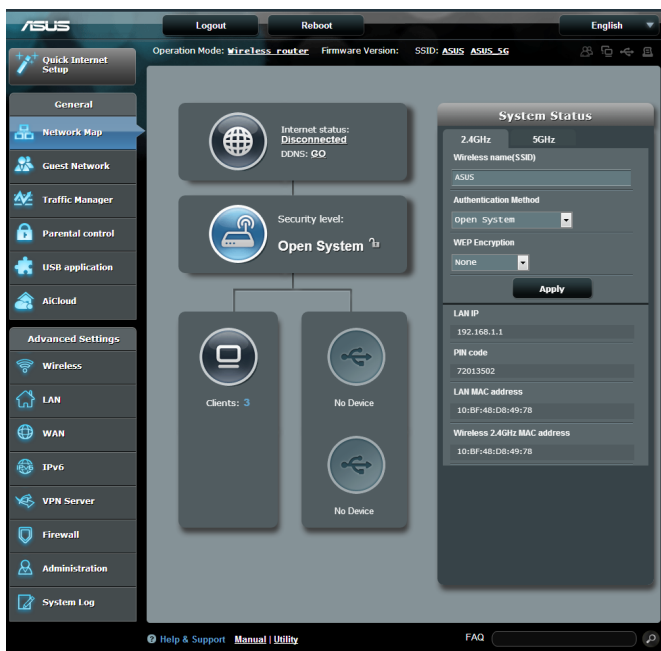 ASUS
Logout
Reboot
English
Operation Mode: Wireless router Firmware Version: SSID: ASUS ASUS_5G
Quick Internet
Setup
General
Network Map
Guest Network
Traffic Manager
Parental control
USB application
AiCloud
Advanced Settings
Wireless
LAN
WAN
IPv6
IPv6
VPN Server
Firewall
Administration
System Log
Internet status:
Disconnected
DDNS: GO
Security level:
Open System
Clients: 3
No Device
No Device
System Status
2.4GHz 5GHz
Wireless name(SSID)
ASUS
Authentication Method
Open System
WEP Encryption
None
Apply
LAN IP
192.168.1.1
PIN code
72013502
LAN MAC address
10:BF:48:D8:49:78
Wireless 2.4GHz MAC address
10:BF:48:D8:49:78
? Help & Support Manual | Utility
FAQ